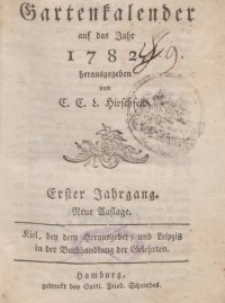 Gartenkalender
auf das Jahr
1782
herausgegeben
von
C. C. L. Hirschfeld.
Erster Jahrgang.
Neue Auflage.
Kiel, bey dem Herausgeber, und Leipzig
in der Buchhandlung der Gelehrten.
Hamburg,
gedruckt von Gottl. Fried. Schniebes.